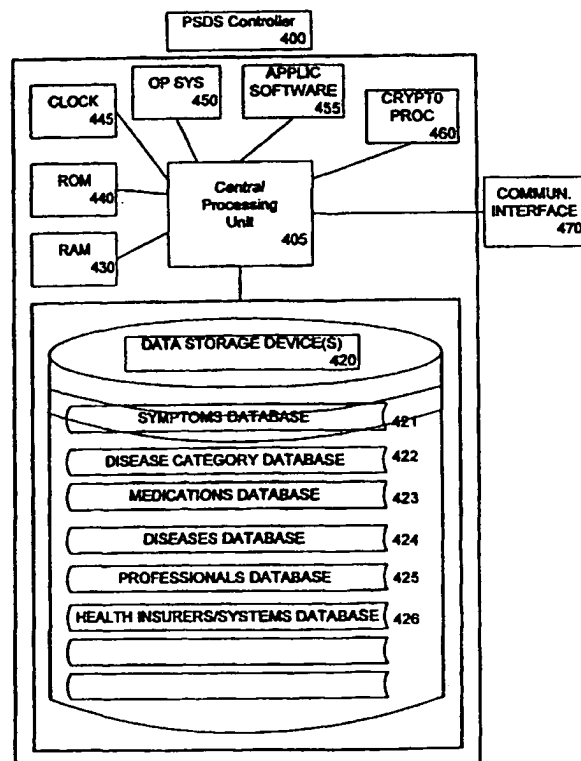 PSDS Controller
400
CLOCK
445
OP SYS
450
APPLIC
SOFTWARE
455
CRYPT0
PROC
460
ROM
440
Central
Processing
Unit
405
COMMUN.
INTERFACE
470
RAM
430
DATA STORAGE DEVICE(S)
420
SYMPTOMS DATABASE 421
DISEASE CATEGORY DATABASE 422
MEDICATIONS DATABASE 423
DISEASES DATABASE 424
PROFESSIONALS DATABASE 425
HEALTH INSURERS/SYSTEMS DATABASE 426